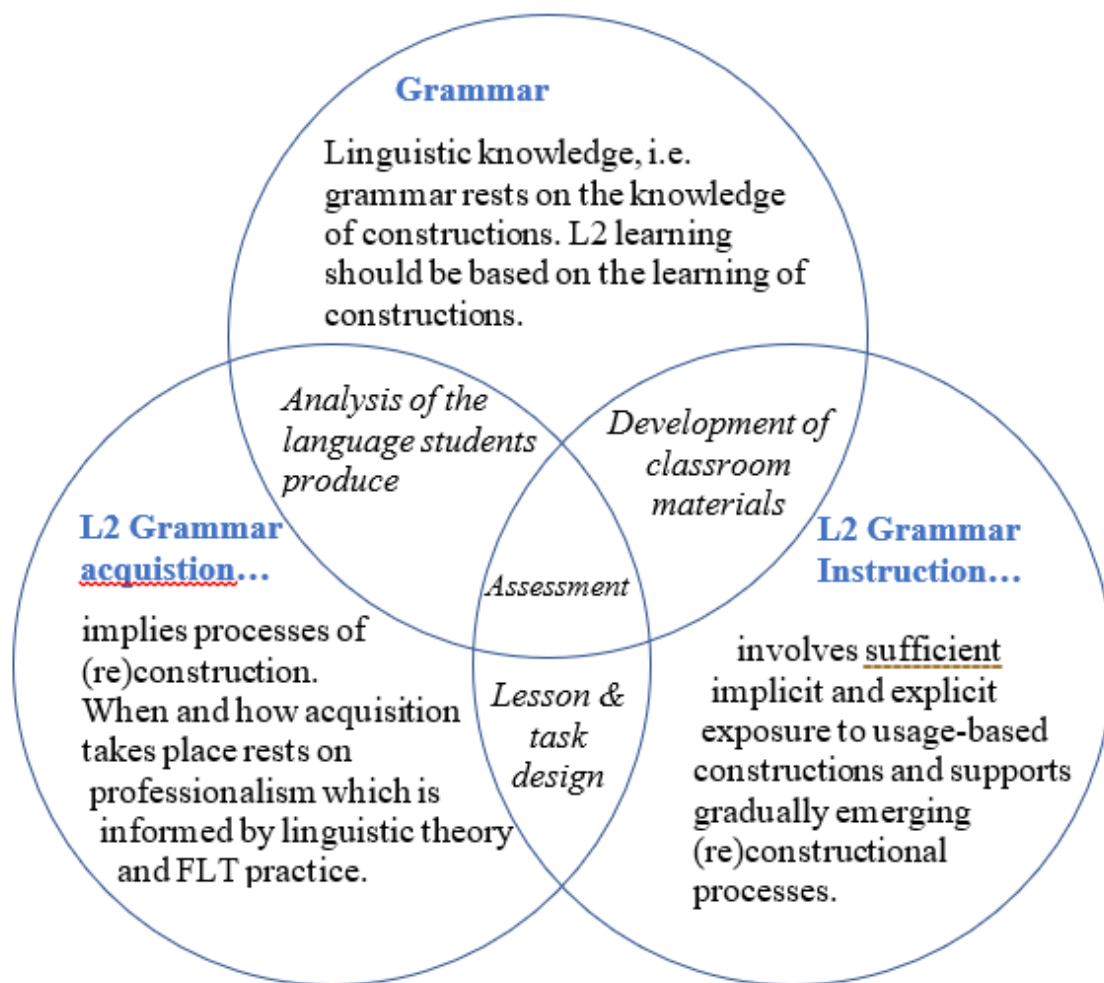 Grammar
Linguistic knowledge, i.e.
grammar rests on the knowledge
of constructions. L2 learning
should be based on the learning of
constructions.
Analysis of the
language students
produce
Development of
classroom
materials
L2 Grammar
acquistion…
implies processes of
(re)construction.
When and how acquisition
takes place rests on
professionalism which is
informed by linguistic theory
and FLT practice.
Assessment
Lesson &
task
design
L2 Grammar
Instruction…
involves sufficient
implicit and explicit
exposure to usage-based
constructions and supports
gradually emerging
(re)constructional
processes.